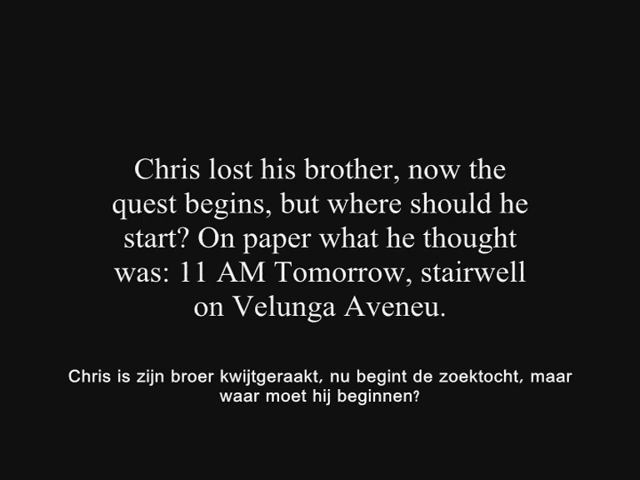 Chris lost his brother, now the
quest begins, but where should he
start? On paper what he thought
was: 11 AM Tomorrow, stairwell
on Velunga Aveneu.
Chris is zijn broer kwijtgeraakt, nu begint de zoektocht, maar
waar moet hij beginnen?